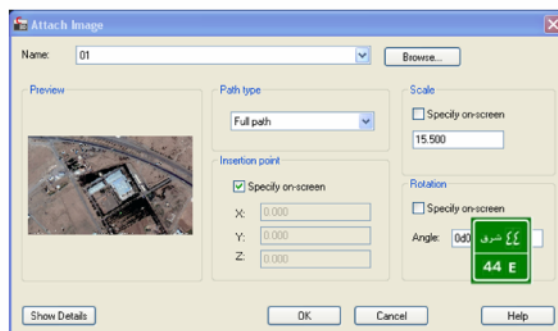 Attach Image
Name: 01 Browse...
Preview
Path type
Full path
Insertion point
Specify on-screen
X: 0.000
Y: 0.000
Z: 0.000
Scale
Specify on-screen
15.500
Rotation
Specify on-screen
Angle: 0d0
٤٤ شرق
44 E
Show Details OK Cancel Help